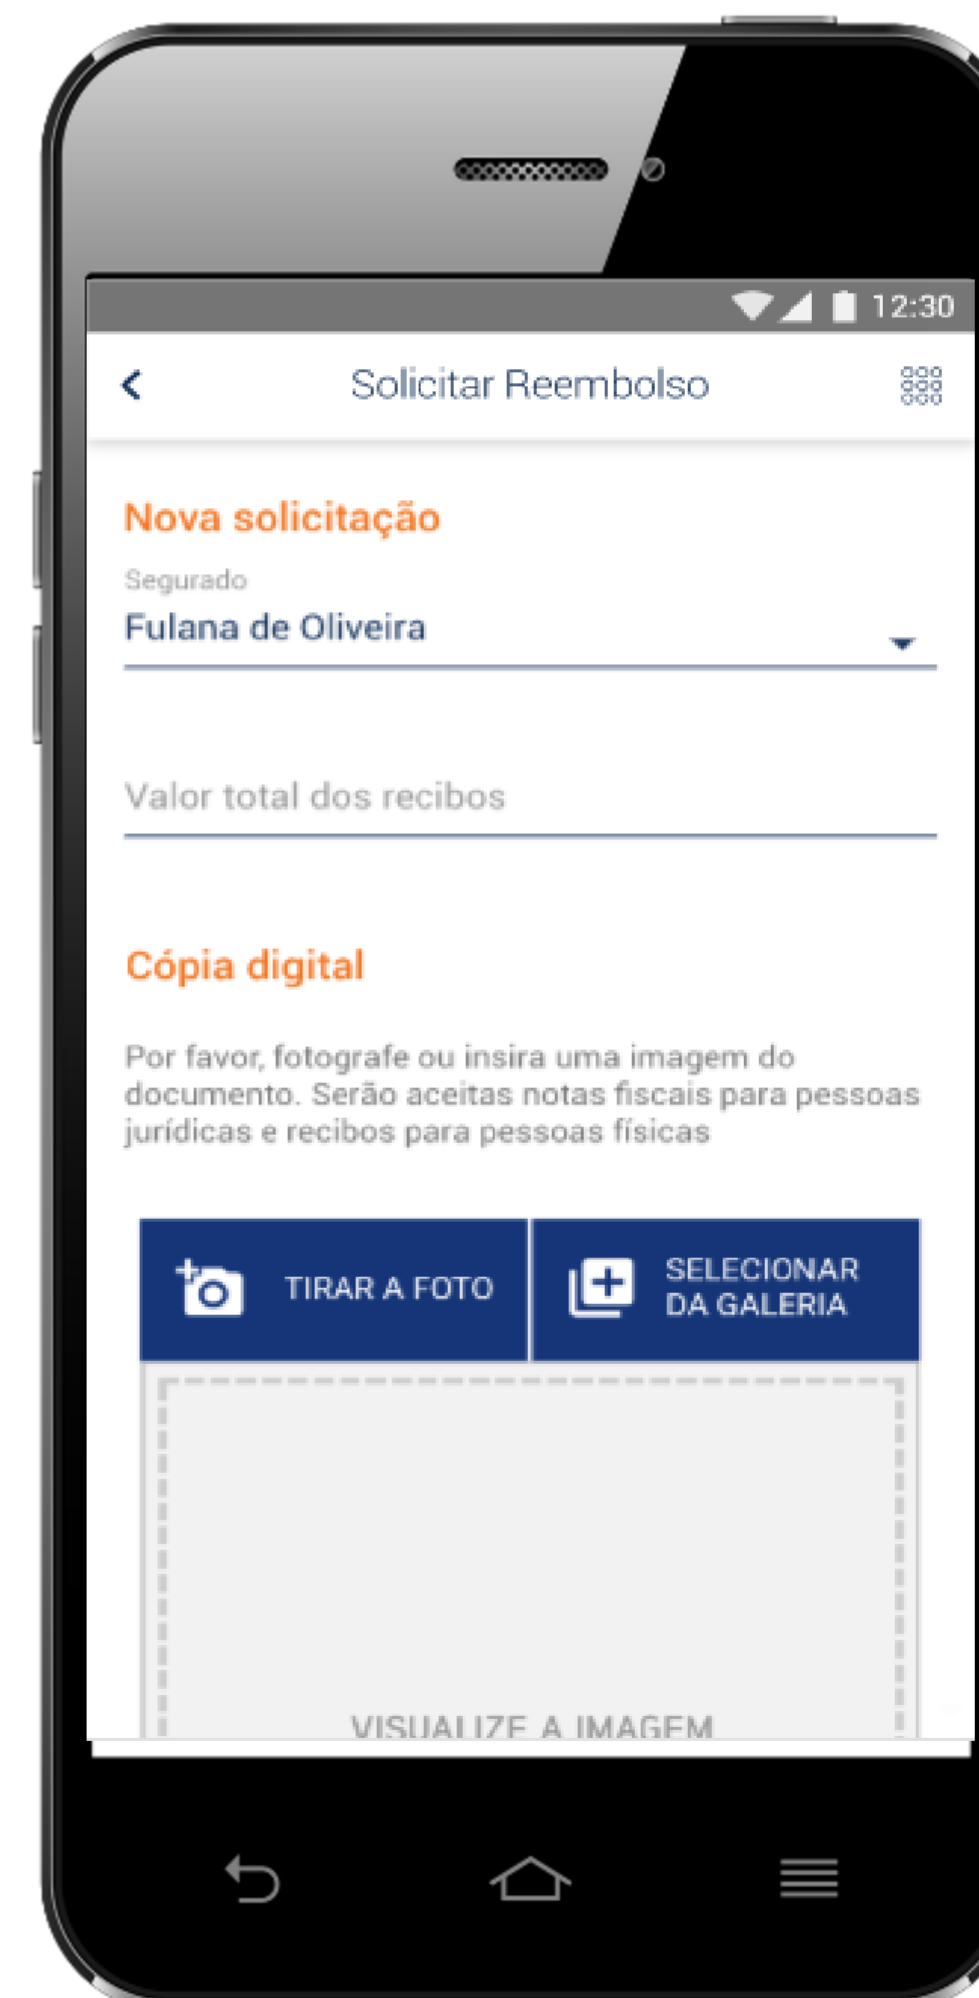 12:30
Solicitar Reembolso
Nova solicitação
Segurado
Fulana de Oliveira
Valor total dos recibos
Cópia digital
Por favor, fotografe ou insira uma imagem do
documento. Serão aceitas notas fiscais para pessoas
jurídicas e recibos para pessoas físicas
TIRAR A FOTO
SELECIONAR
DA GALERIA
VISUALIZE A IMAGEM